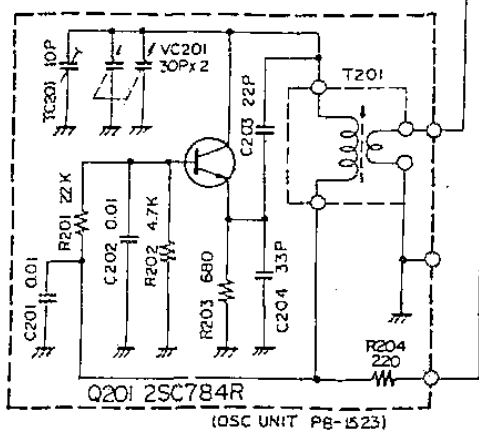 TC201 10P
VC201
30P×2
C203 22P
T201
R201 22K
C202 0.01
R202 4.7K
C201 0.01
R203 680
C204 33P
R204
220
Q201 2SC784R
(OSC UNIT PB-1523)